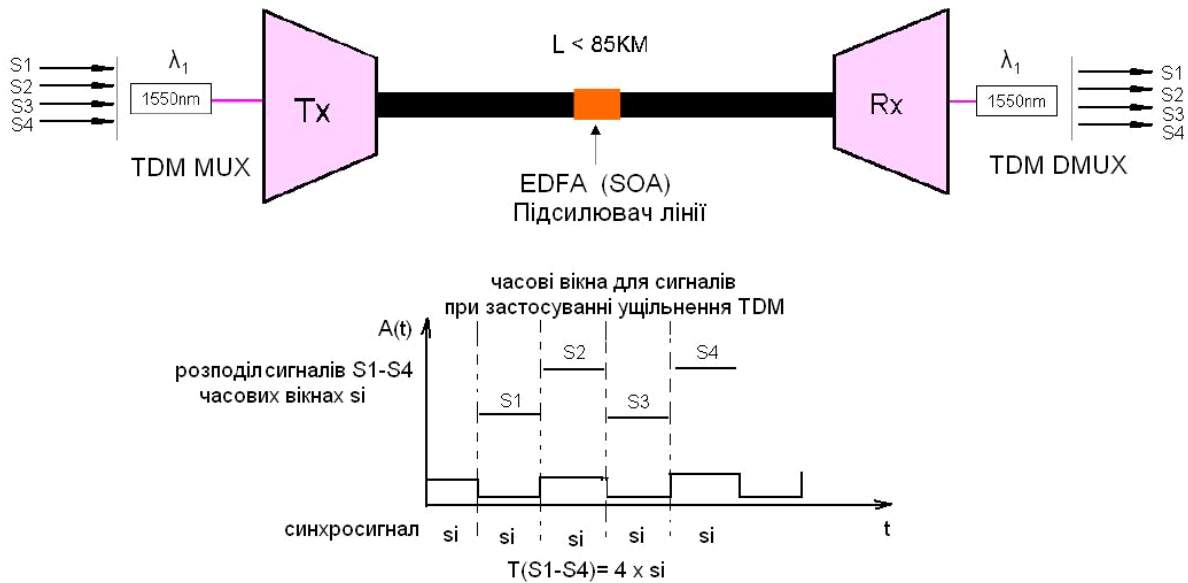 L < 85KM
S1
S2
S3
S4
λ1
1550nm
TDM MUX
Tx
EDFA (SOA)
Підсилювач лінії
Rx
λ1
1550nm
TDM DMUX
S1
S2
S3
S4
часові вікна для сигналів
при застосуванні ущільнення TDM
A(t)
розподіл сигналів S1-S4
часових вікнах si
S1
S2
S3
S4
синхросигнал
si si si si si
t
T(S1-S4)= 4 x si